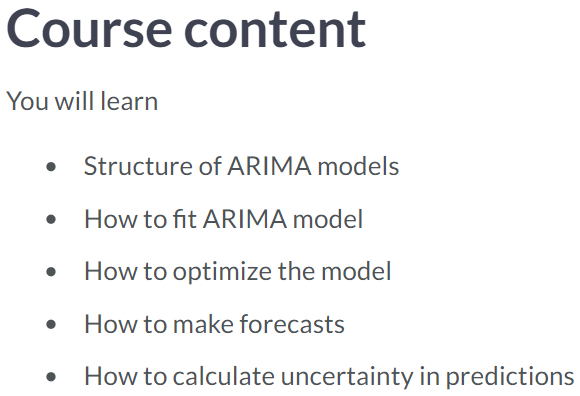 Course content
You will learn
• Structure of ARIMA models
• How to fit ARIMA model
• How to optimize the model
• How to make forecasts
• How to calculate uncertainty in predictions